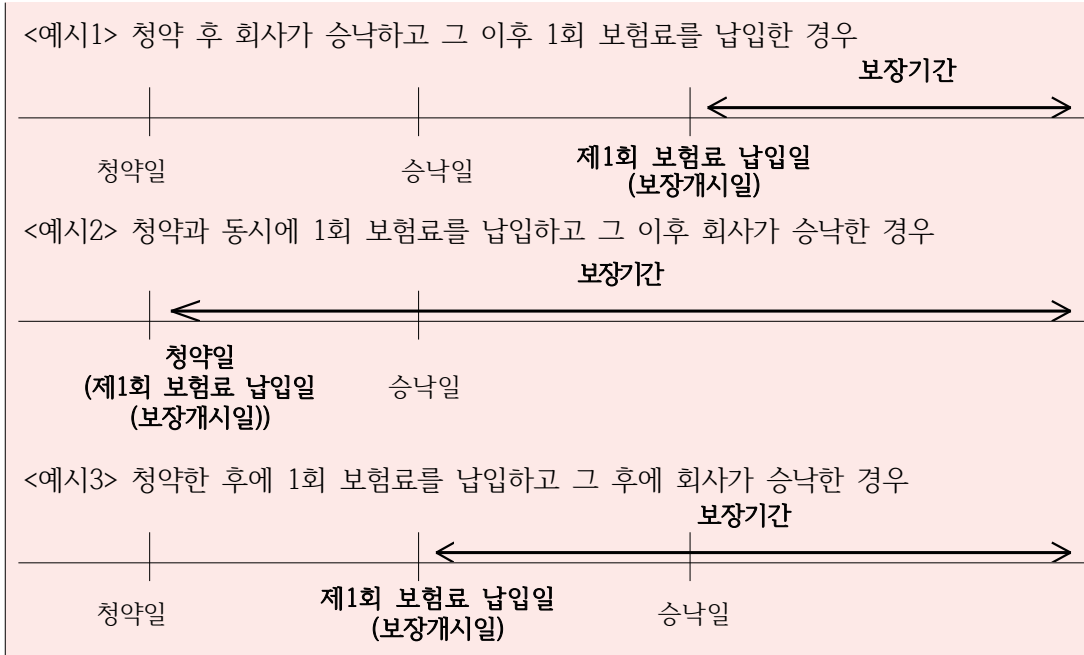 <예시1> 청약 후 회사가 승낙하고 그 이후 1회 보험료를 납입한 경우
보장기간
청약일
승낙일
제1회 보험료 납입일
(보장개시일)
<예시2> 청약과 동시에 1회 보험료를 납입하고 그 이후 회사가 승낙한 경우
보장기간
청약일
(제1회 보험료 납입일
(보장개시일))
승낙일
<예시3> 청약한 후에 1회 보험료를 납입하고 그 후에 회사가 승낙한 경우
보장기간
청약일
제1회 보험료 납입일
(보장개시일)
승낙일